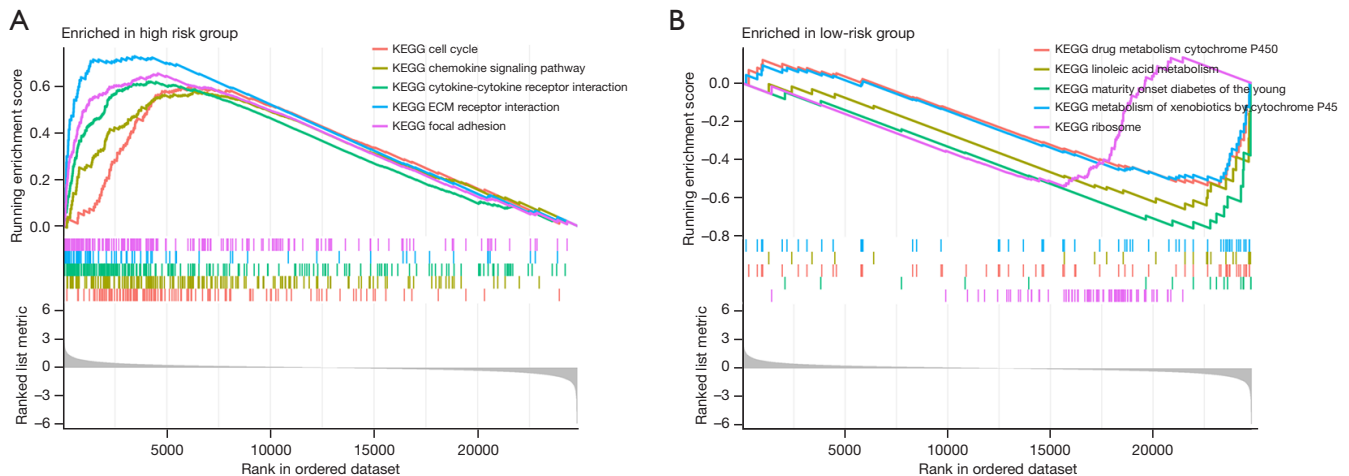 A
Enriched in high risk group
KEGG cell cycle
KEGG chemokine signaling pathway
KEGG cytokine-cytokine receptor interaction
KEGG ECM receptor interaction
KEGG focal adhesion
Running enrichment score
0.6
0.4
0.2
0.0
Ranked list metric
6
3
0
−3
−6
5000 10000 15000 20000
Rank in ordered dataset
B
Enriched in low-risk group
KEGG drug metabolism cytochrome P450
KEGG linoleic acid metabolism
KEGG maturity onset diabetes of the young
KEGG metabolism of xenobiotics by cytochrome P45
KEGG ribosome
Running enrichment score
0.0
−0.2
−0.4
−0.6
−0.8
Ranked list metric
6
3
0
−3
−6
5000 10000 15000 20000
Rank in ordered dataset